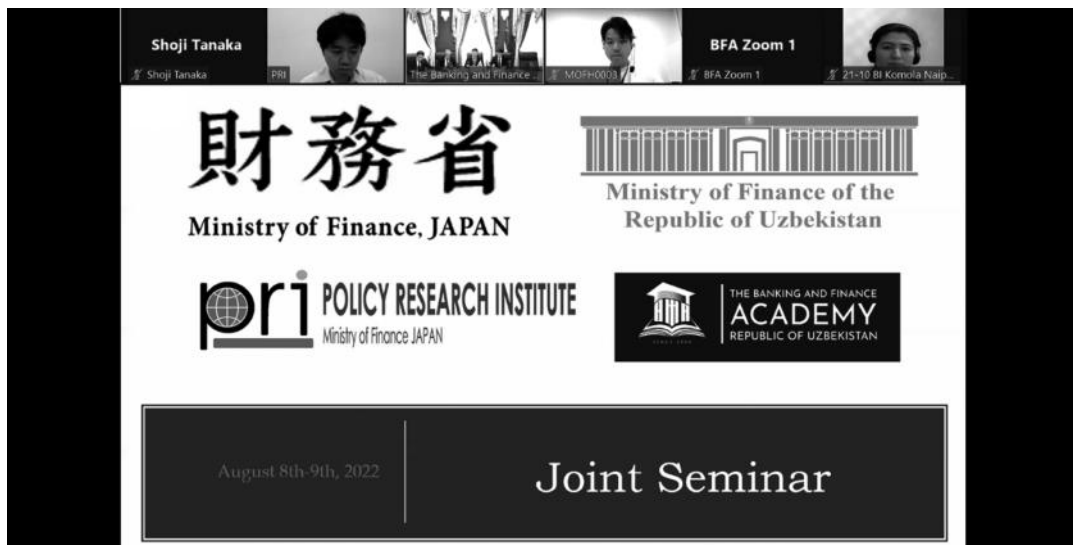 Shoji Tanaka
BFA Zoom 1
Shoji Tanaka
PRI
The Banking and Finance ...
MOFH0003
BFA Zoom 1
21-10 BI Komola Naip...
財務省
Ministry of Finance, JAPAN
Ministry of Finance of the
Republic of Uzbekistan
pri
POLICY RESEARCH INSTITUTE
Ministry of Finance JAPAN
THE BANKING AND FINANCE
ACADEMY
REPUBLIC OF UZBEKISTAN
August 8th-9th, 2022
Joint Seminar